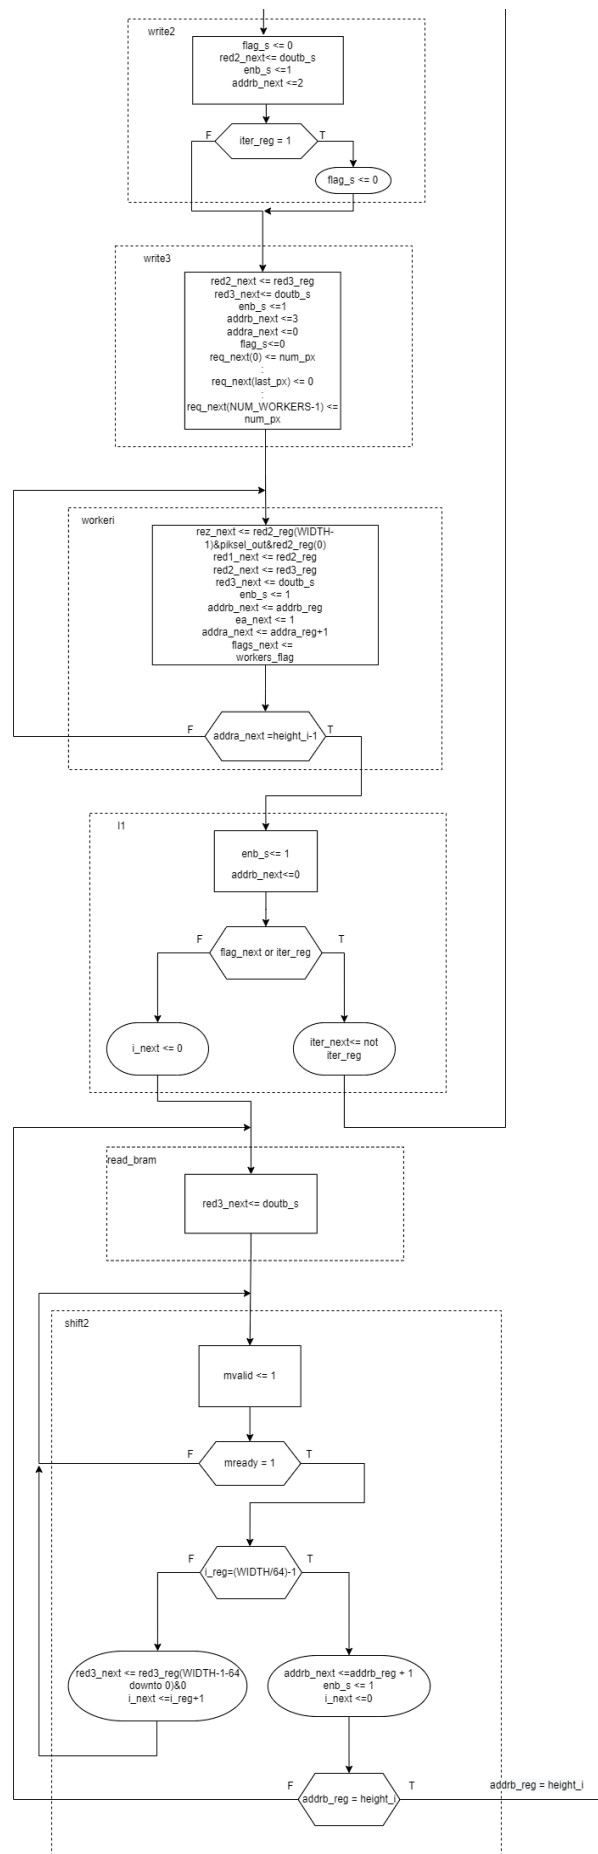 write2
flag_s <= 0
red2_next<= doutb_s
enb_s <=1
addrb_next <=2
F
iter_reg = 1
T
flag_s <= 0
write3
red2_next <= red3_reg
red3_next<= doutb_s
enb_s <=1
addrb_next <=3
addra_next <=0
flag_s<=0
req_next(0) <= num_px
:
req_next(last_px) <= 0
:
req_next(NUM_WORKERS-1) <=
num_px
workeri
rez_next <= red2_reg(WIDTH-
1)&piksel_out&red2_reg(0)
red1_next <= red2_reg
red2_next <= red3_reg
red3_next <= doutb_s
enb_s <= 1
addrb_next <= addrb_reg
ea_next <= 1
addra_next <= addra_reg+1
flags_next <=
workers_flag
F
addra_next =height_i-1
T
l1
enb_s<= 1
addrb_next<=0
F
flag_next or iter_reg
T
i_next <= 0
iter_next<= not
iter_reg
read_bram
red3_next<= doutb_s
shift2
mvalid <= 1
F
mready = 1
T
F
i_reg=(WIDTH/64)-1
T
red3_next <= red3_reg(WIDTH-1-64
downto 0)&0
i_next <=i_reg+1
addrb_next <=addrb_reg + 1
enb_s <= 1
i_next <=0
F
addrb_reg = height_i
T
addrb_reg = height_i